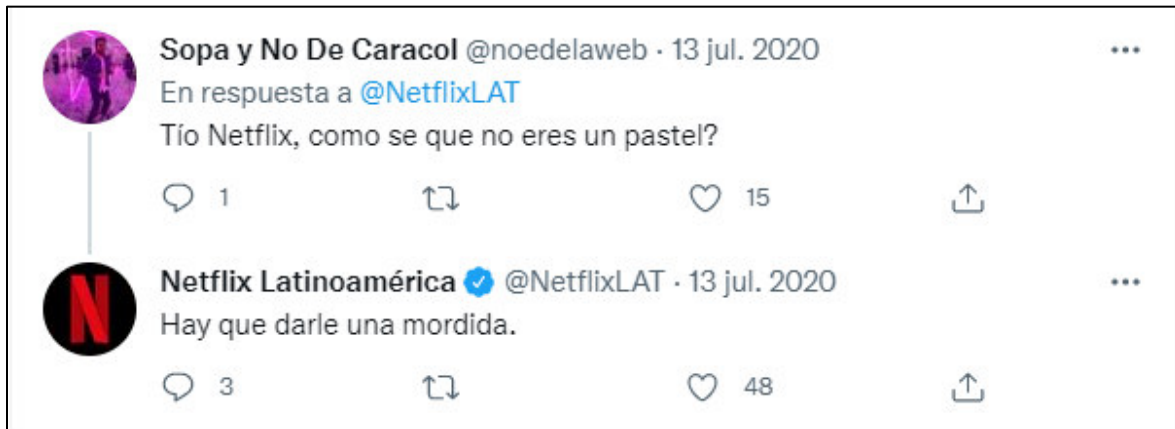 Sopa y No De Caracol @noedelaweb · 13 jul. 2020
En respuesta a @NetflixLAT
Tío Netflix, como se que no eres un pastel?
1 15
Netflix Latinoamérica @NetflixLAT · 13 jul. 2020
Hay que darle una mordida.
3 48